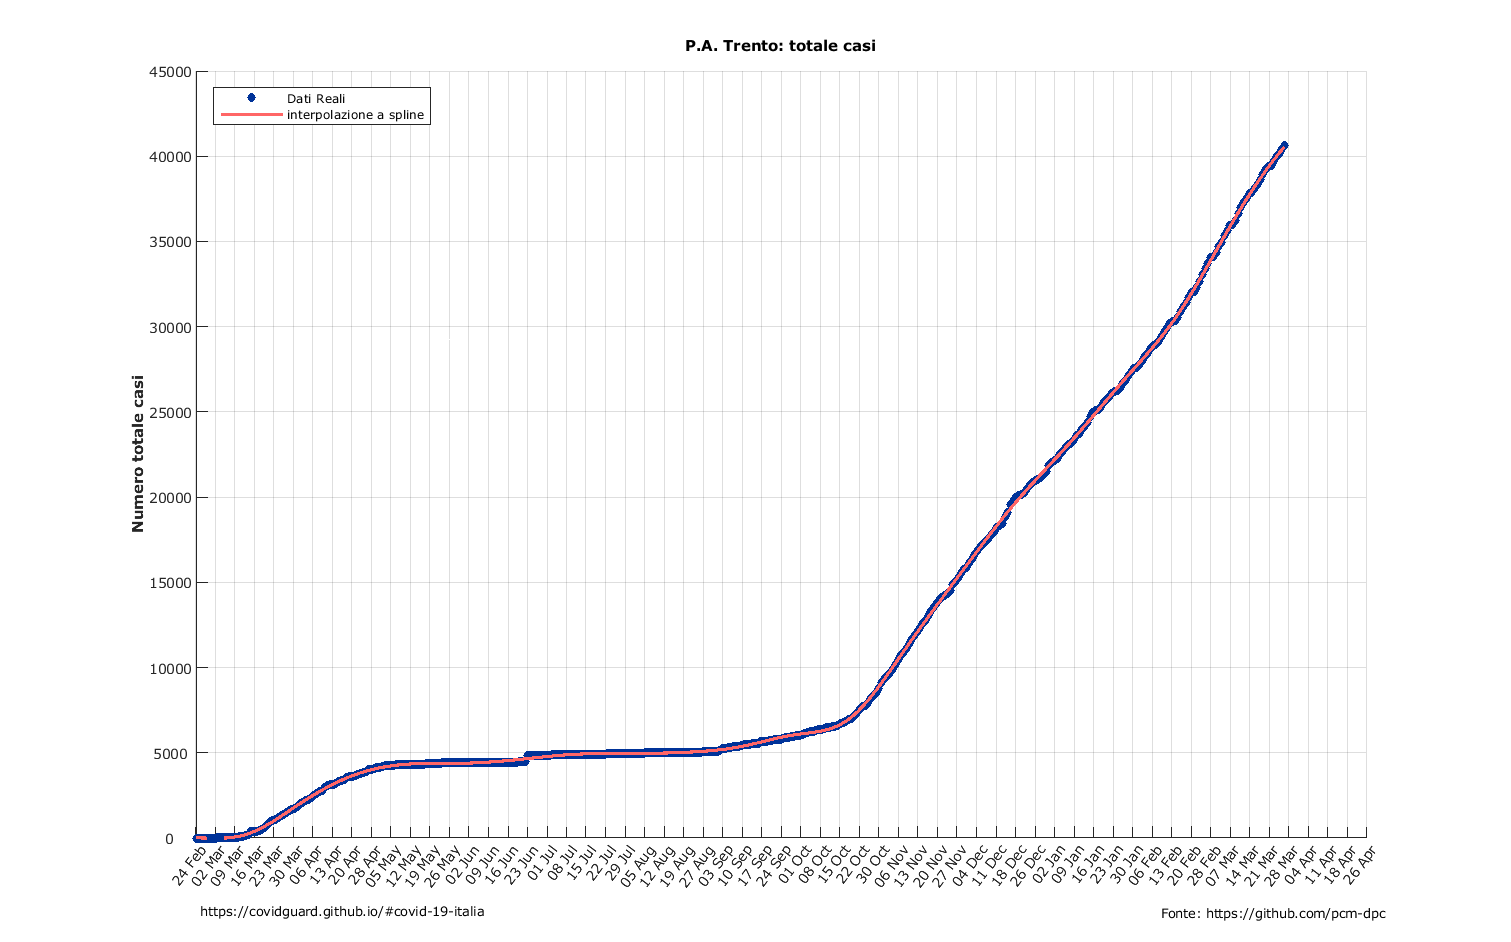 P.A. Trento: totale casi
45000
Dati Reali
interpolazione a spline
40000
35000
30000
25000
20000
15000
10000
5000
0
Numero totale casi
24 Feb
02 Mar
09 Mar
16 Mar
23 Mar
30 Mar
06 Apr
13 Apr
20 Apr
28 Apr
05 May
12 May
19 May
26 May
02 Jun
09 Jun
16 Jun
23 Jun
01 Jul
08 Jul
15 Jul
22 Jul
29 Jul
05 Aug
12 Aug
19 Aug
27 Aug
03 Sep
10 Sep
17 Sep
24 Sep
01 Oct
08 Oct
15 Oct
22 Oct
30 Oct
06 Nov
13 Nov
20 Nov
27 Nov
04 Dec
11 Dec
18 Dec
26 Dec
02 Jan
09 Jan
16 Jan
23 Jan
30 Jan
06 Feb
13 Feb
20 Feb
28 Feb
07 Mar
14 Mar
21 Mar
28 Mar
04 Apr
11 Apr
18 Apr
26 Apr
https://covidguard.github.io/#covid-19-italia
Fonte: https://github.com/pcm-dpc